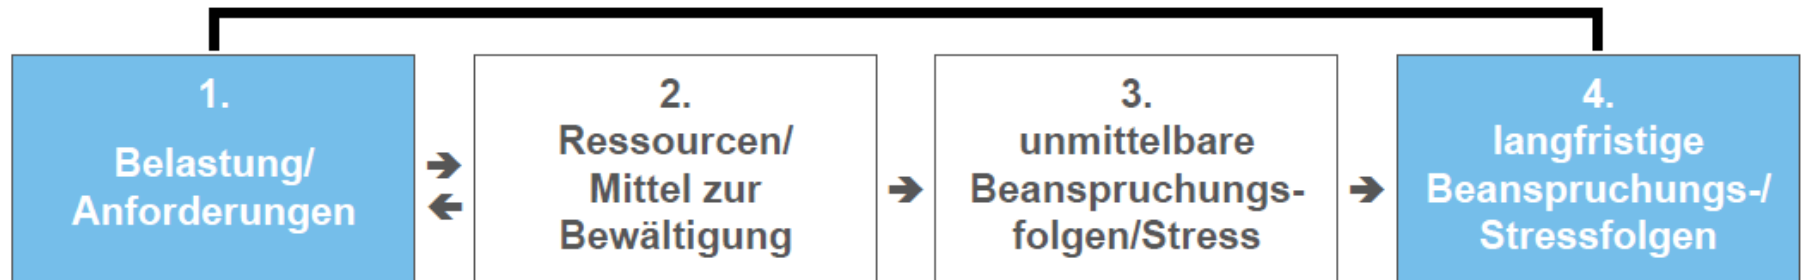 1.
Belastung/
Anforderungen
2.
Ressourcen/
Mittel zur
Bewältigung
3.
unmittelbare
Beanspruchungs-
folgen/Stress
4.
langfristige
Beanspruchungs-/
Stressfolgen